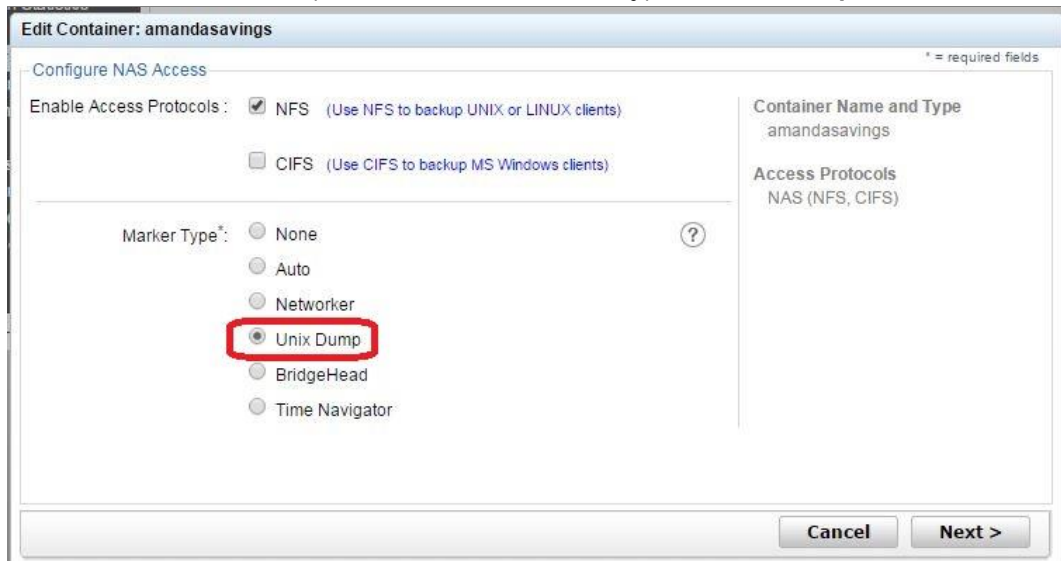 Edit Container: amandasavings
* = required fields
Configure NAS Access
Enable Access Protocols : NFS (Use NFS to backup UNIX or LINUX clients)
CIFS (Use CIFS to backup MS Windows clients)
Container Name and Type
amandasavings
Access Protocols
NAS (NFS, CIFS)
Marker Type*: None ?
Auto
Networker
Unix Dump
BridgeHead
Time Navigator
Cancel Next >